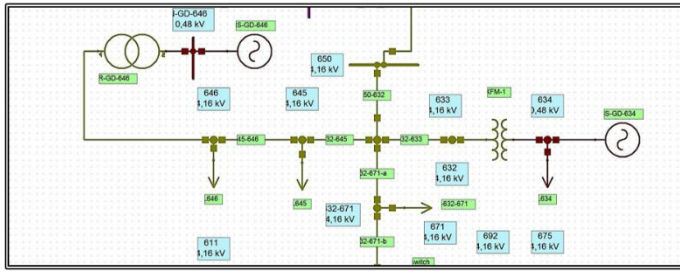 I-GD-646
0,48 kV
S-GD-646
R-GD-646
650
4,16 kV
50-632
646
4,16 kV
645
4,16 kV
633
4,16 kV
XFM-1
634
0,48 kV
S-GD-634
45-646
32-645
32-633
32-671-a
632
4,16 kV
.646
.645
632-671
4,16 kV
.632-671
.634
611
4,16 kV
32-671-b
671
4,16 kV
692
4,16 kV
675
4,16 kV
witch